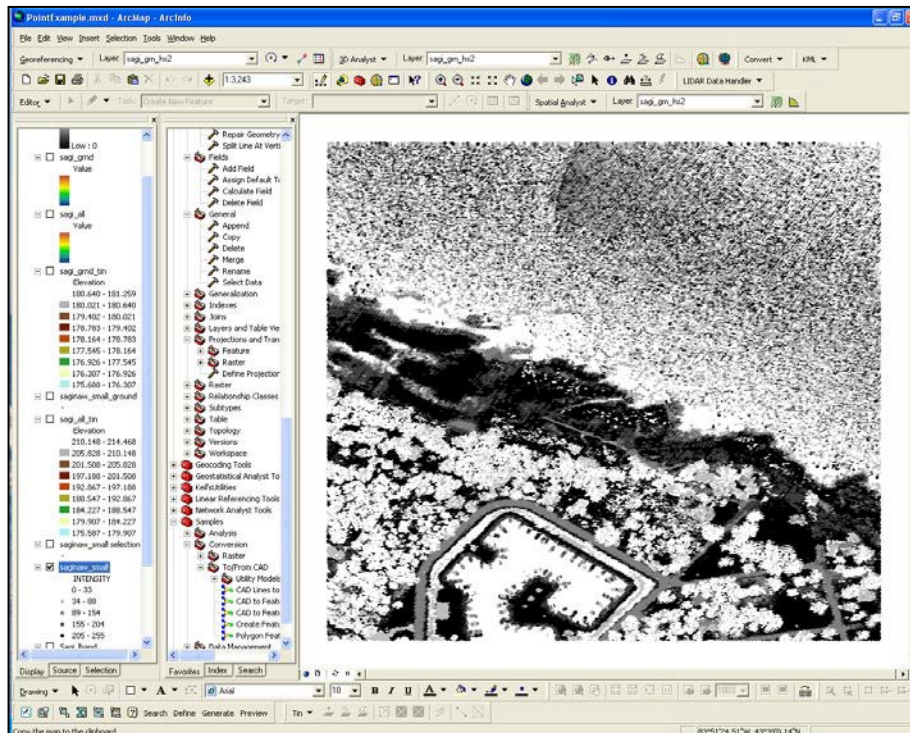 PointExample.mxd - ArcMap - ArcInfo
File Edit View Insert Selection Tools Window Help
Georeferencing Layer: sagi_grn_hs2 3D Analyst Layer: sagi_grn_hs2 Convert KML
1:3,243 LIDAR Data Handler
Editor Task: Create New Feature Target: Spatial Analyst Layer: sagi_grn_hs2
Low : 0
sagi_grnd
Value
sagi_all
Value
sagi_grnd_tin
Elevation
180.640 - 181.259
180.021 - 180.640
179.402 - 180.021
178.783 - 179.402
178.164 - 178.783
177.545 - 178.164
176.926 - 177.545
176.307 - 176.926
175.688 - 176.307
saginaw_small_ground
sagi_all_tin
Elevation
210.148 - 214.468
205.828 - 210.148
201.508 - 205.828
197.188 - 201.508
192.867 - 197.188
188.547 - 192.867
184.227 - 188.547
179.907 - 184.227
175.587 - 179.907
saginaw_small selection
saginaw_small
INTENSITY
0 - 33
34 - 88
89 - 154
155 - 204
205 - 255
Display Source Selection
Repair Geometry
Split Line At Verti
Fields
Add Field
Assign Default To
Calculate Field
Delete Field
General
Append
Copy
Delete
Merge
Rename
Select Data
Generalization
Indexes
Joins
Layers and Table Vie
Projections and Tran
Feature
Raster
Define Projection
Raster
Relationship Classes
Subtypes
Table
Topology
Versions
Workspace
Geocoding Tools
Geostatistical Analyst To
Keil'sUtilities
Linear Referencing Tools
Network Analyst Tools
Samples
Analysis
Conversion
Raster
To/From CAD
Utility Models
CAD Lines to
CAD to Featu
CAD to Featu
Create Featu
Polygon Feat
Data Management
Favorites Index Search
Drawing A Arial 10 B I U A 100%
Search Define Generate Preview Tin
Copy the map to the clipboard